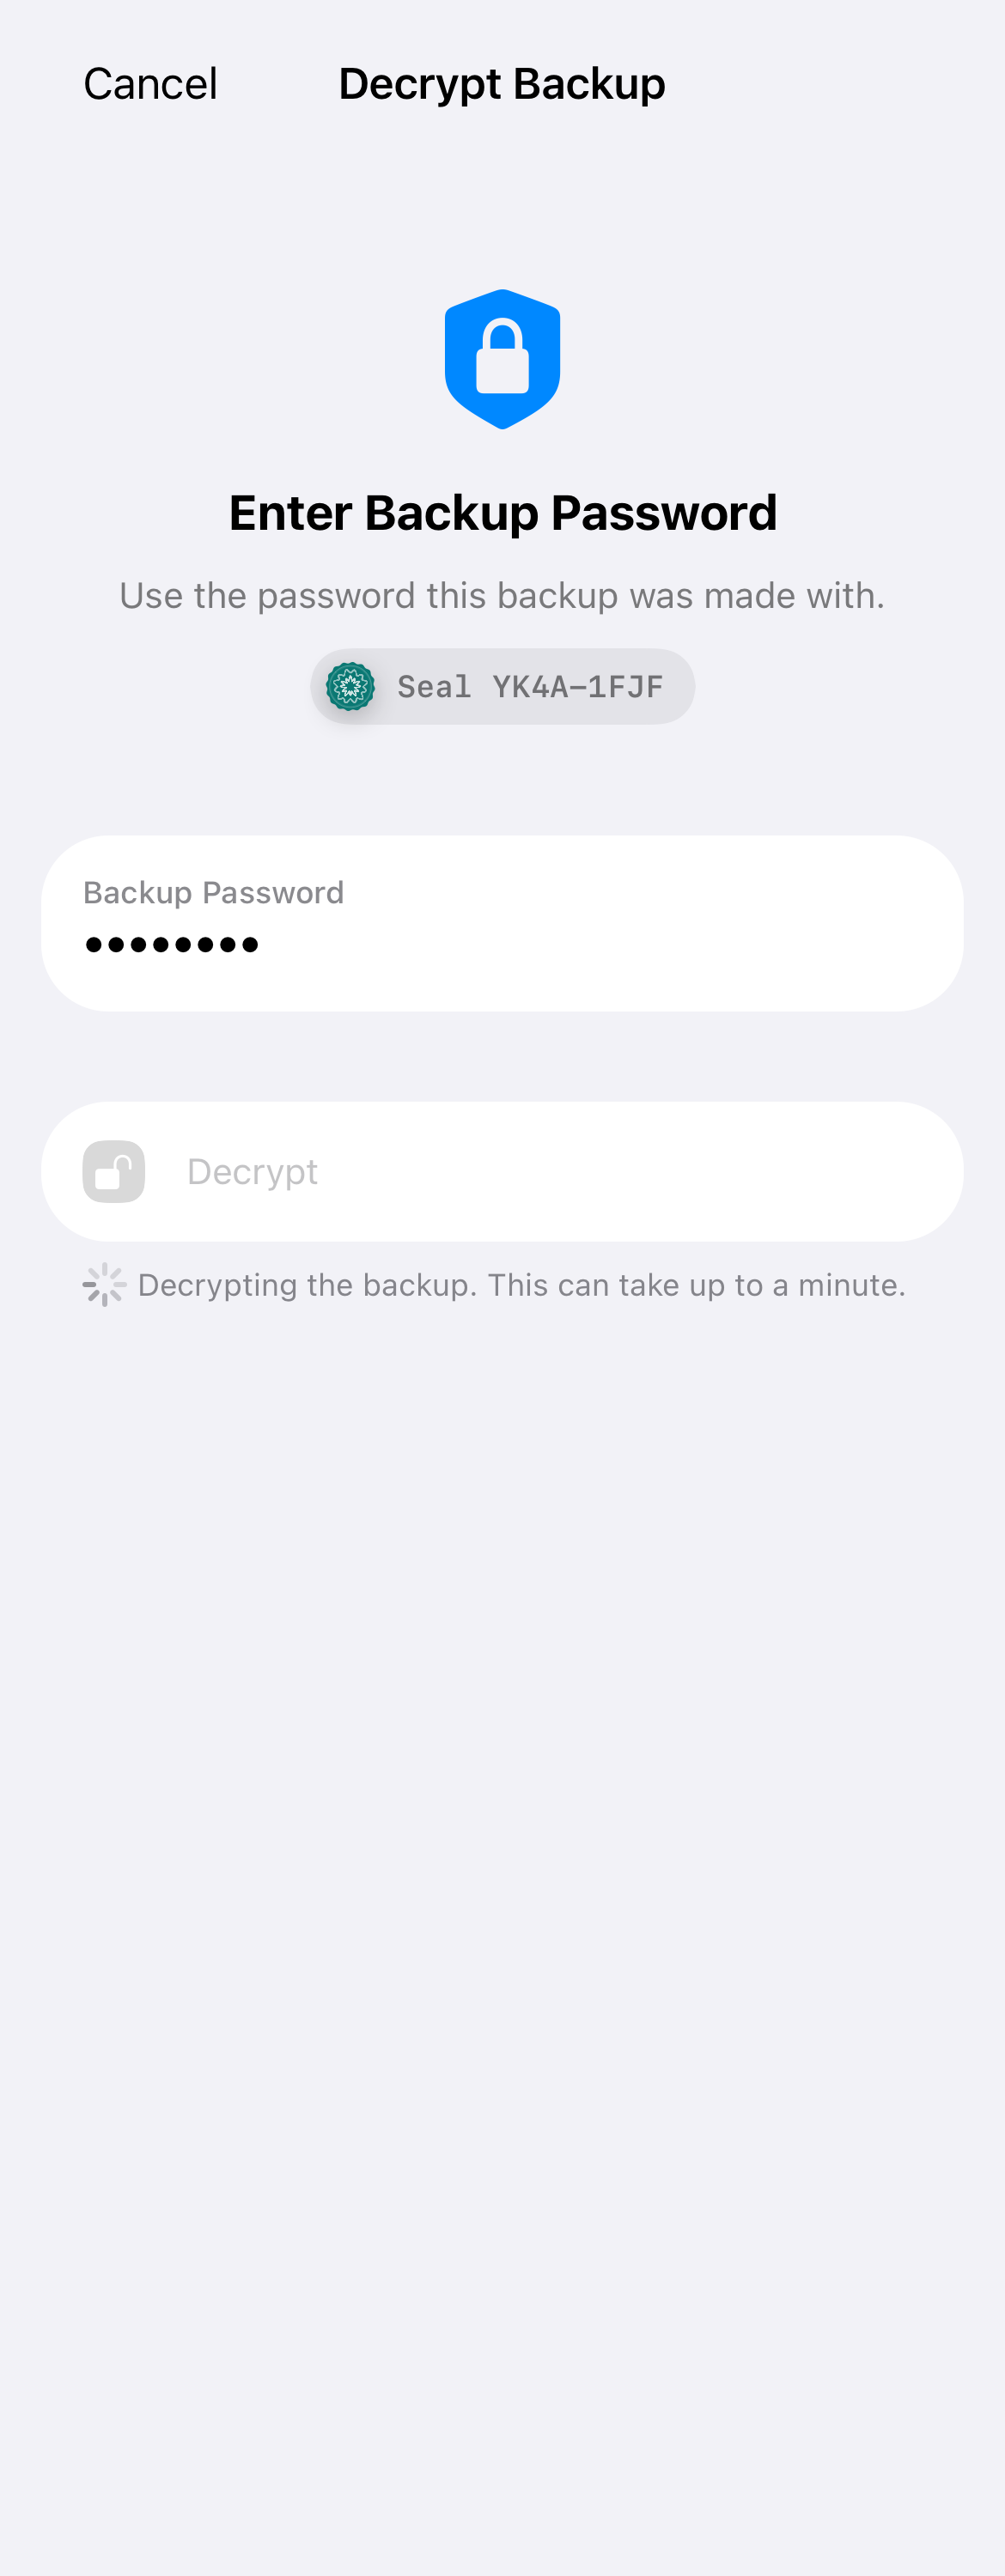 Cancel
Decrypt Backup
Enter Backup Password
Use the password this backup was made with.
Seal YK4A–1FJF
Backup Password
••••••••
Decrypt
Decrypting the backup. This can take up to a minute.